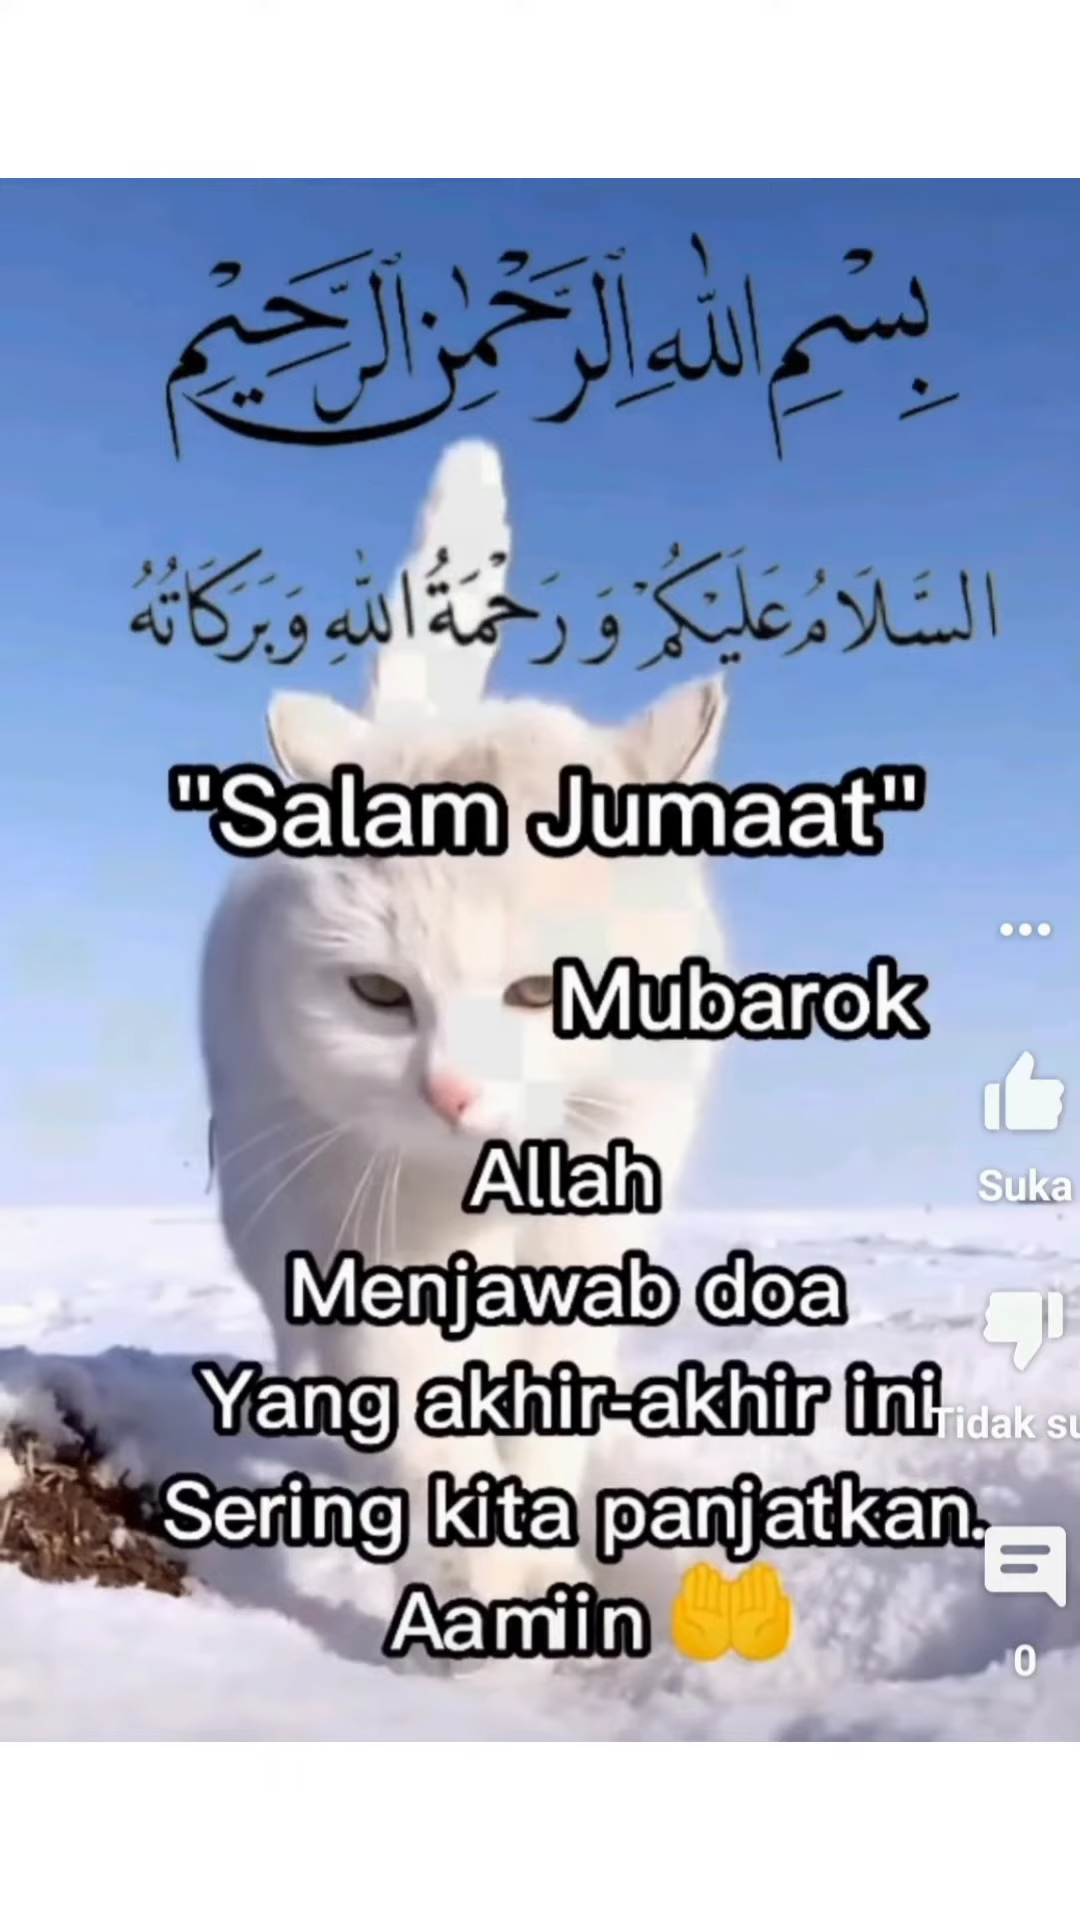 بِسْمِ اللهِ الرَّحْمٰنِ الرَّحِيْمِ
السَّلَامُ عَلَيْكُمْ وَ رَحْمَةُ اللهِ وَبَرَكَاتُهُ
"Salam Jumaat"
Mubarok
Allah
Menjawab doa
Yang akhir-akhir ini
Sering kita panjatkan.
Aamiin 🤲
Suka
Tidak su
0